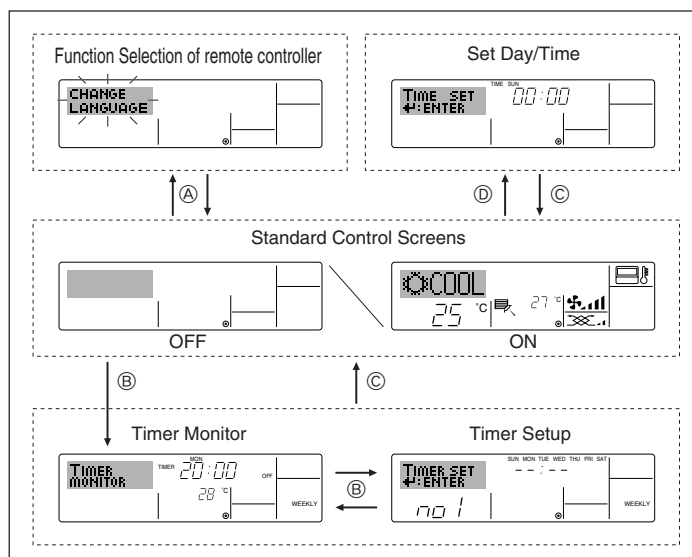 Function Selection of remote controller
CHANGE
LANGUAGE
Set Day/Time
TIME SUN
TIME SET
↵:ENTER
00:00
Ⓐ
Ⓓ
Ⓒ
Standard Control Screens
COOL
25 °C
27 °C
OFF
ON
Ⓑ
Ⓒ
Timer Monitor
TIMER
MONITOR
MON
TIMER 20:00 OFF
28 °C
WEEKLY
Ⓑ
Timer Setup
SUN MON TUE WED THU FRI SAT
TIMER SET
↵:ENTER
--:--
no 1
WEEKLY